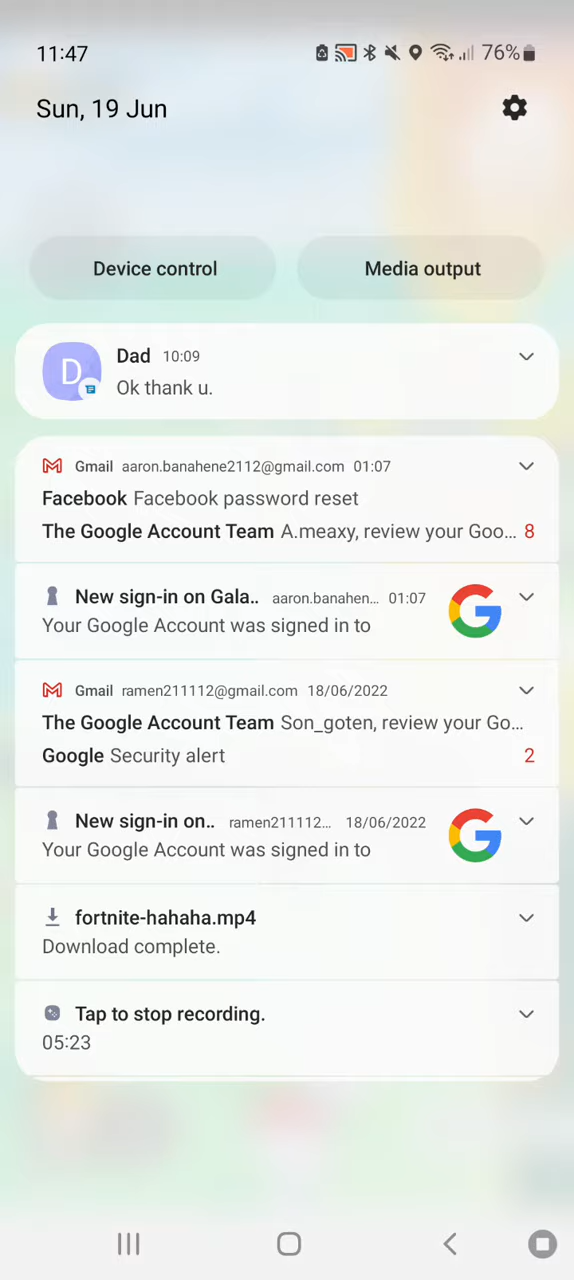 11:47 76%
Sun, 19 Jun
Device control Media output
D Dad 10:09
Ok thank u.
Gmail aaron.banahene2112@gmail.com 01:07
Facebook Facebook password reset
The Google Account Team A.meaxy, review your Goo... 8
New sign-in on Gala.. aaron.banahen... 01:07
Your Google Account was signed in to
Gmail ramen211112@gmail.com 18/06/2022
The Google Account Team Son_goten, review your Go...
Google Security alert 2
New sign-in on.. ramen211112... 18/06/2022
Your Google Account was signed in to
fortnite-hahaha.mp4
Download complete.
Tap to stop recording.
05:23